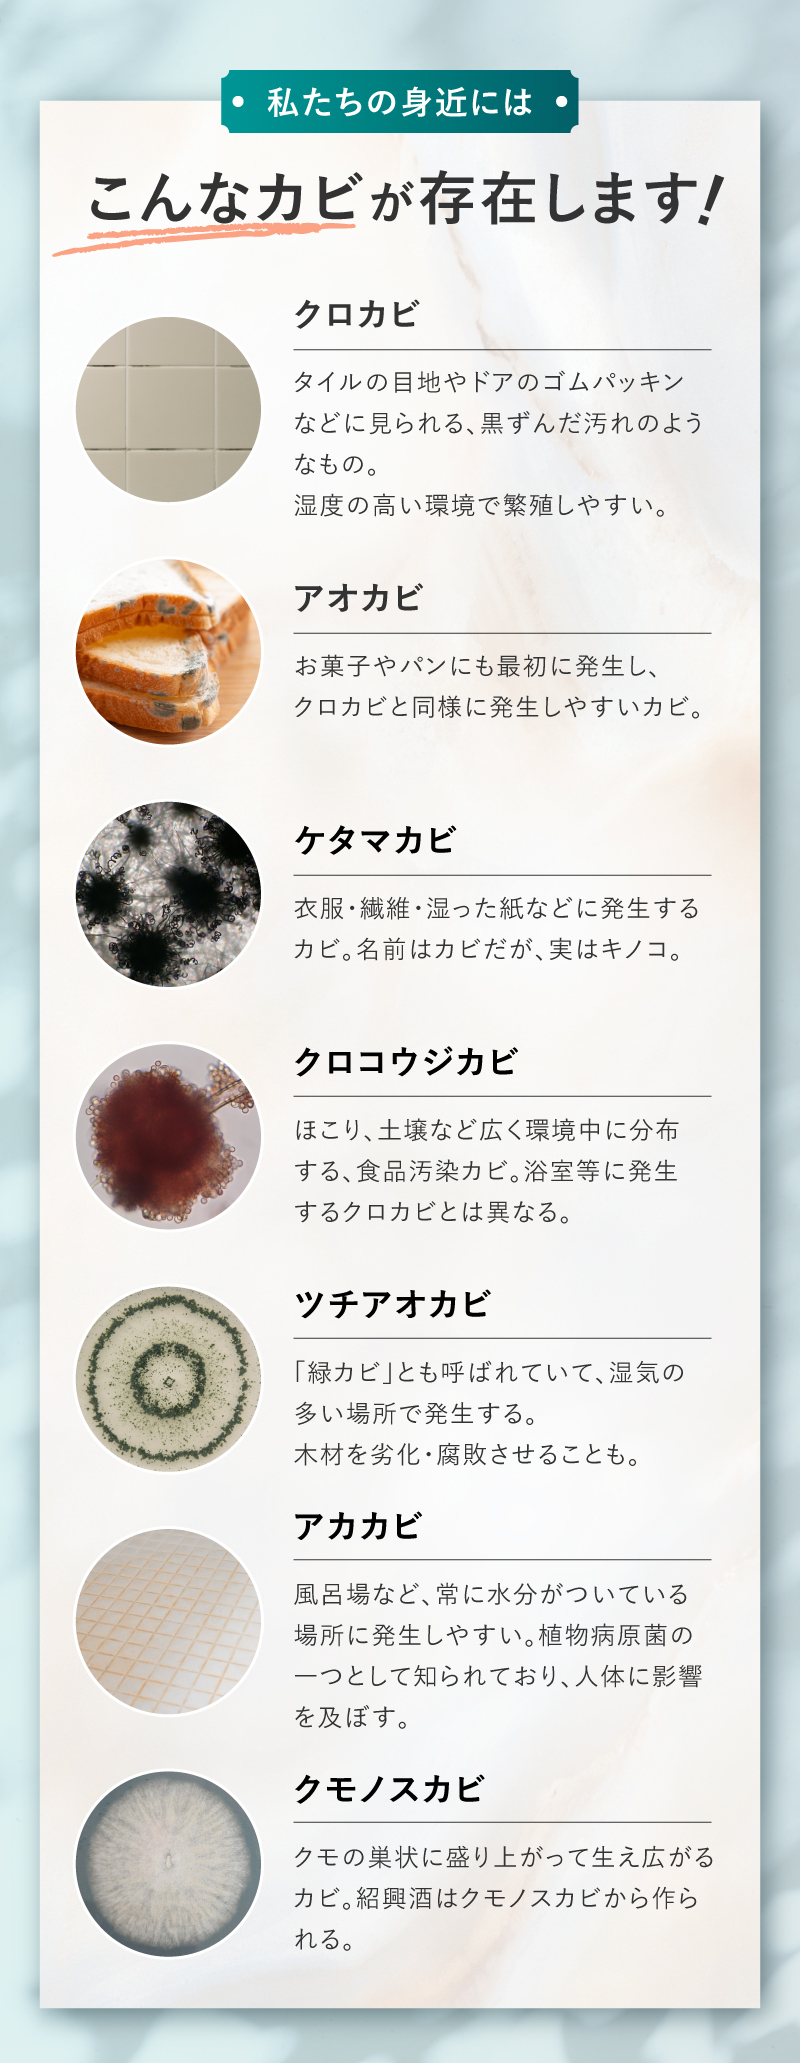 私たちの身近には
こんなカビが存在します!
クロカビ
タイルの目地やドアのゴムパッキン
などに見られる、黒ずんだ汚れのよう
なもの。
湿度の高い環境で繁殖しやすい。
アオカビ
お菓子やパンにも最初に発生し、
クロカビと同様に発生しやすいカビ。
ケタマカビ
衣服・繊維・湿った紙などに発生する
カビ。名前はカビだが、実はキノコ。
クロコウジカビ
ほこり、土壌など広く環境中に分布
する、食品汚染カビ。浴室等に発生
するクロカビとは異なる。
ツチアオカビ
「緑カビ」とも呼ばれていて、湿気の
多い場所で発生する。
木材を劣化・腐敗させることも。
アカカビ
風呂場など、常に水分がついている
場所に発生しやすい。植物病原菌の
一つとして知られており、人体に影響
を及ぼす。
クモノスカビ
クモの巣状に盛り上がって生え広がる
カビ。紹興酒はクモノスカビから作ら
れる。